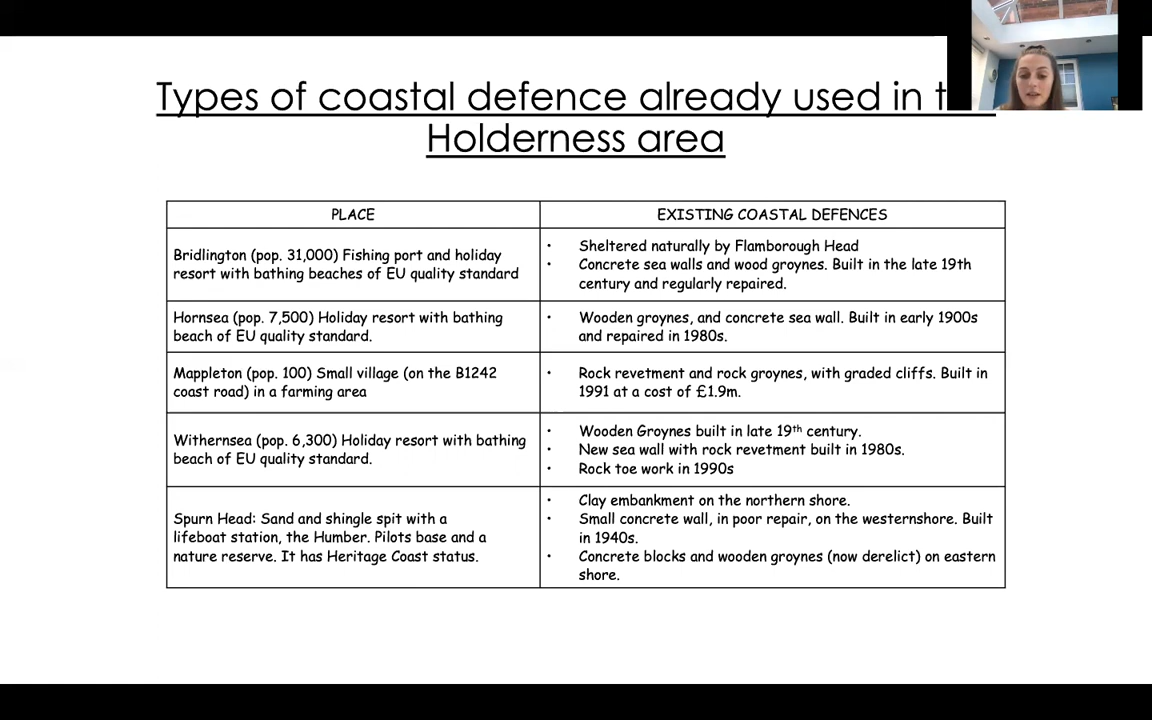 Types of coastal defence already used in
Holderness area
PLACE
EXISTING COASTAL DEFENCES
Bridlington (pop. 31,000) Fishing port and holiday
resort with bathing beaches of EU quality standard
• Sheltered naturally by Flamborough Head
• Concrete sea walls and wood groynes. Built in the late 19th
century and regularly repaired.
Hornsea (pop. 7,500) Holiday resort with bathing
beach of EU quality standard.
• Wooden groynes, and concrete sea wall. Built in early 1900s
and repaired in 1980s.
Mappleton (pop. 100) Small village (on the B1242
coast road) in a farming area
• Rock revetment and rock groynes, with graded cliffs. Built in
1991 at a cost of £1.9m.
Withernsea (pop. 6,300) Holiday resort with bathing
beach of EU quality standard.
• Wooden Groynes built in late 19th century.
• New sea wall with rock revetment built in 1980s.
• Rock toe work in 1990s
Spurn Head: Sand and shingle spit with a
lifeboat station, the Humber. Pilots base and a
nature reserve. It has Heritage Coast status.
• Clay embankment on the northern shore.
• Small concrete wall, in poor repair, on the westernshore. Built
in 1940s.
• Concrete blocks and wooden groynes (now derelict) on eastern
shore.